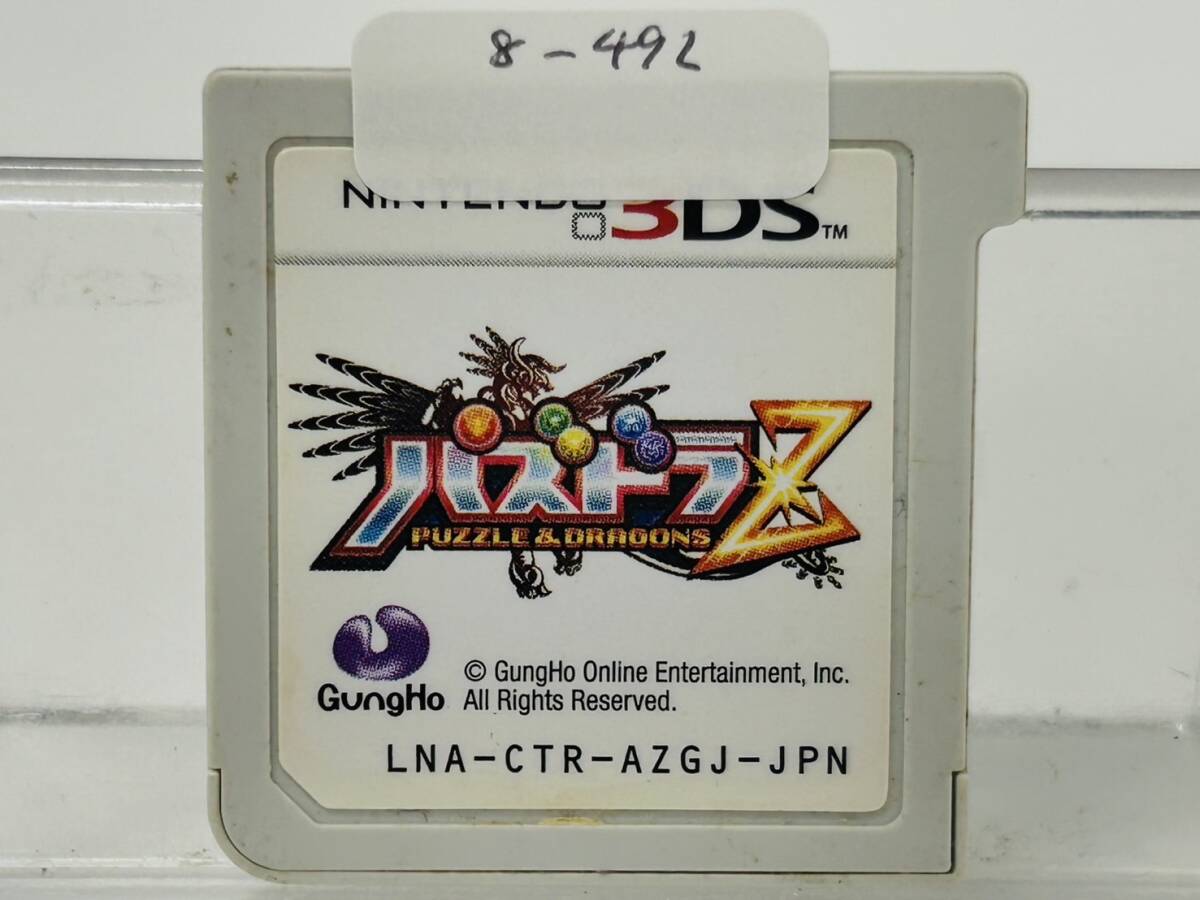 8-492
NINTENDO
3DS™
パズドラZ
PUZZLE & DRAGONS
GungHo
© GungHo Online Entertainment, Inc.
All Rights Reserved.
LNA-CTR-AZGJ-JPN